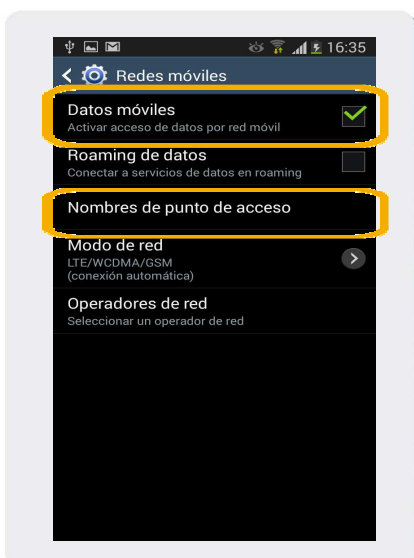 16:35
Redes móviles
Datos móviles
Activar acceso de datos por red móvil
Roaming de datos
Conectar a servicios de datos en roaming
Nombres de punto de acceso
Modo de red
LTE/WCDMA/GSM
(conexión automática)
Operadores de red
Seleccionar un operador de red